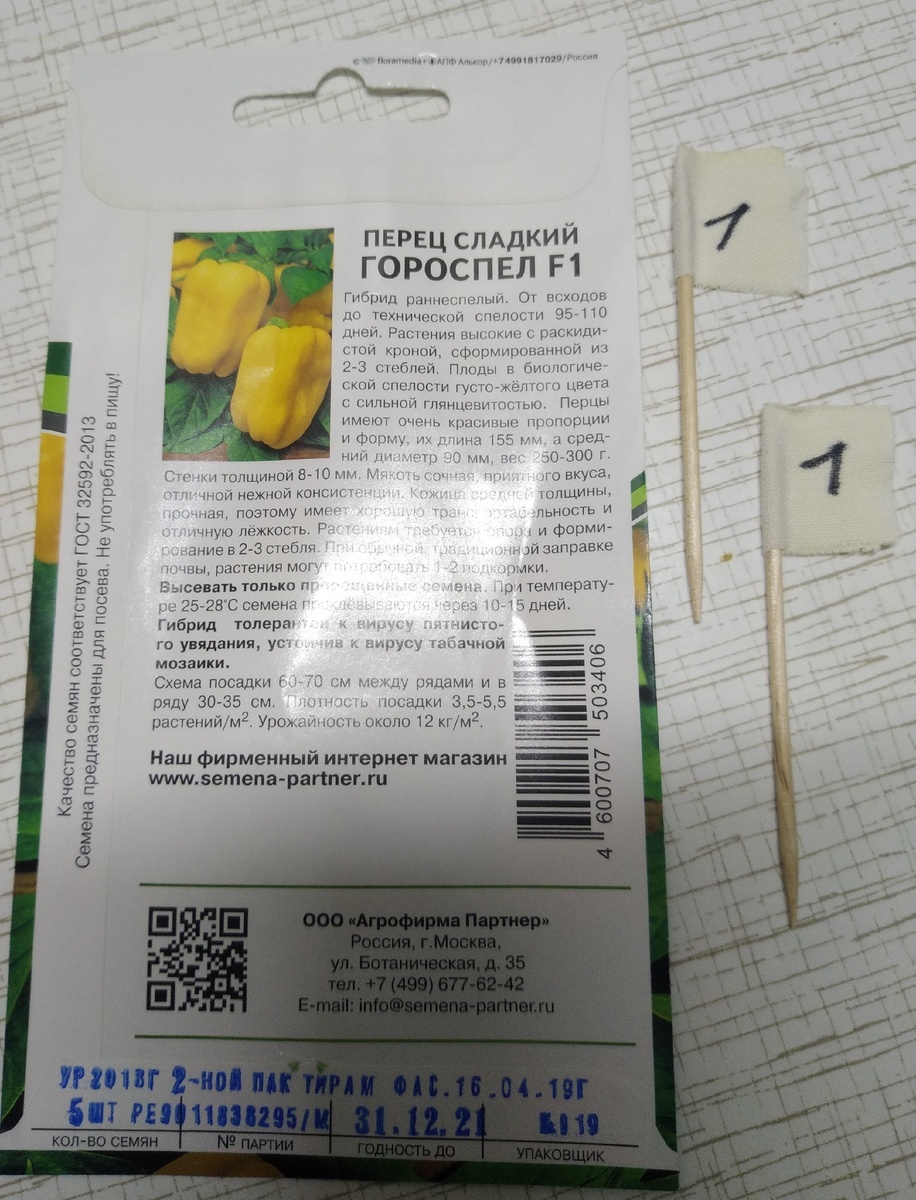 floramedia АПФ Алькор/+74991817029/Россия
ПЕРЕЦ СЛАДКИЙ
ГОРОСПЕЛ F1
Гибрид раннеспелый. От всходов
до технической спелости 95-110
дней. Растения высокие с раскиди-
стой кроной, сформированной из
2-3 стеблей. Плоды в биологиче-
ской спелости густо-жёлтого цвета
с сильной глянцевитостью. Перцы
имеют очень красивые пропорции
и форму, их длина 155 мм, а сред-
ний диаметр 90 мм, вес 250-300 г.
Стенки толщиной 8-10 мм. Мякоть сочная, приятного вкуса,
отличной нежной консистенции. Кожица средней толщины,
прочная, поэтому имеет хорошую транспортабельность и
отличную лёжкость. Растениям требуется опора и форми-
рование в 2-3 стебля. При обычной, традиционной заправке
почвы, растения могут потребовать 1-2 подкормки.
Высевать только пророщенные семена. При температу-
ре 25-28°С семена проклёвываются через 10-15 дней.
Гибрид толерантен к вирусу пятнисто-
го увядания, устойчив к вирусу табачной
мозаики.
Схема посадки 60-70 см между рядами и в
ряду 30-35 см. Плотность посадки 3,5-5,5
растений/м². Урожайность около 12 кг/м².
Наш фирменный интернет магазин
www.semena-partner.ru
4 600707 503406
Качество семян соответствует ГОСТ 32592-2013
Семена предназначены для посева. Не употреблять в пищу!
ООО «Агрофирма Партнер»
Россия, г.Москва,
ул. Ботаническая, д. 35
тел. +7 (499) 677-62-42
E-mail: info@semena-partner.ru
УР 2018Г 2-НОЙ ПАК ТИРАМ ФАС.16.04.19Г
5ШТ РЕ9011838295/М 31.12.21 №019
КОЛ-ВО СЕМЯН № ПАРТИИ ГОДНОСТЬ ДО УПАКОВЩИК
1
1